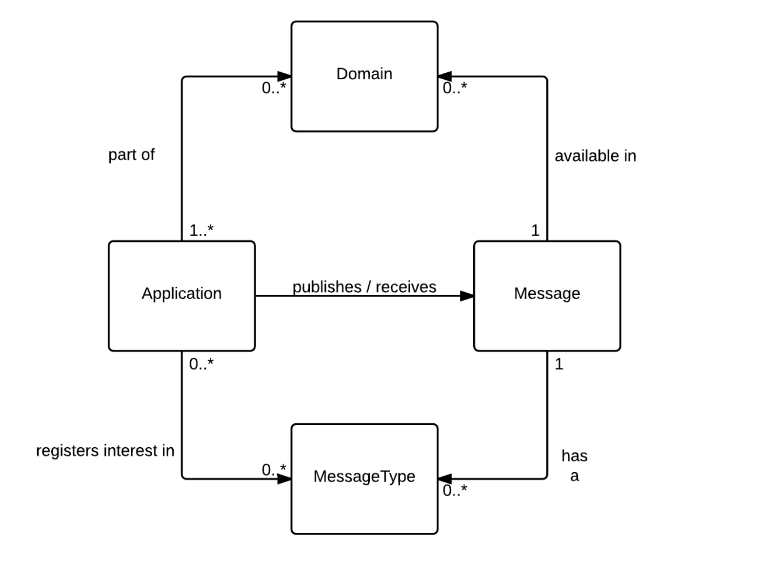 Domain
0..*
0..*
part of
available in
1..*
1
Application
publishes / receives
Message
0..*
1
registers interest in
has
a
0..*
MessageType
0..*